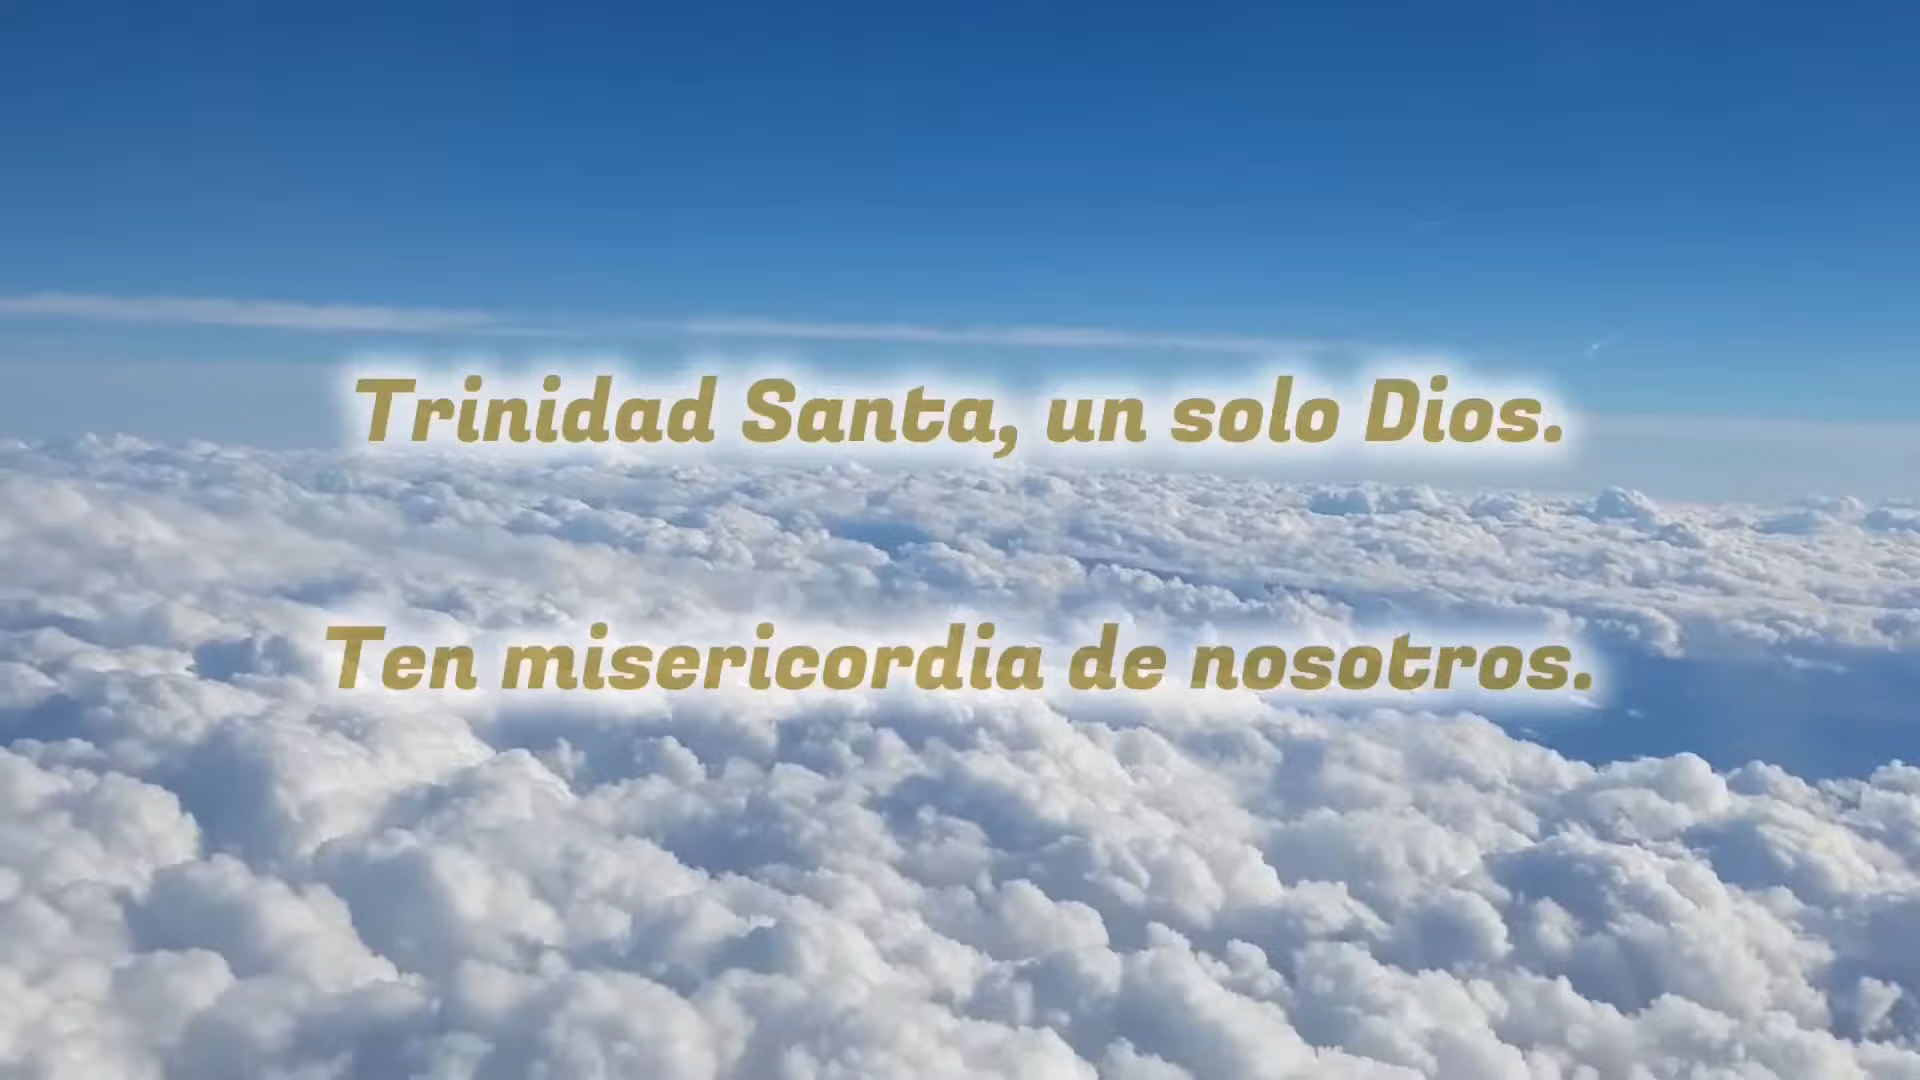 Trinidad Santa, un solo Dios.
Ten misericordia de nosotros.